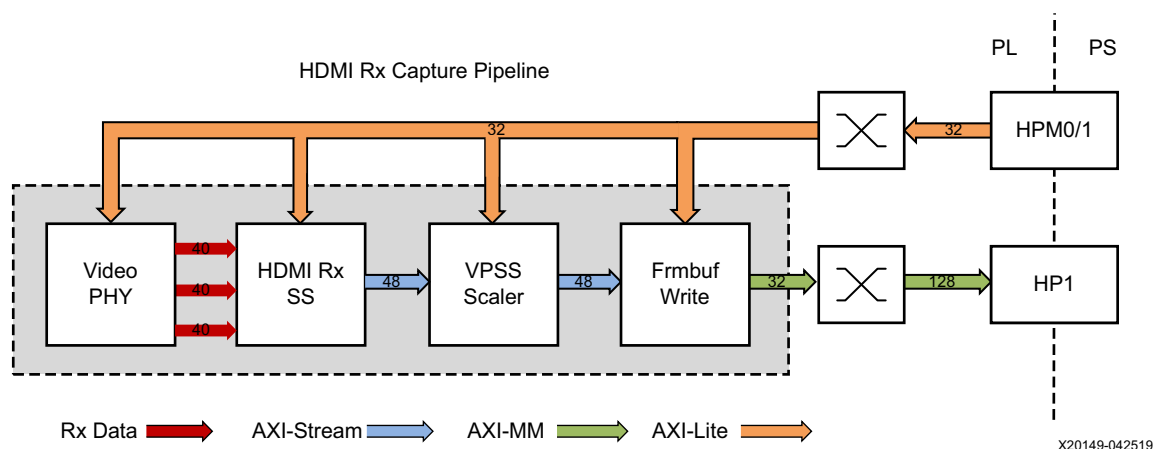 PL
PS
HDMI Rx Capture Pipeline
32
32
HPM0/1
Video
PHY
40
40
40
HDMI Rx
SS
48
VPSS
Scaler
48
Frmbuf
Write
32
128
HP1
Rx Data
AXI-Stream
AXI-MM
AXI-Lite
X20149-042519